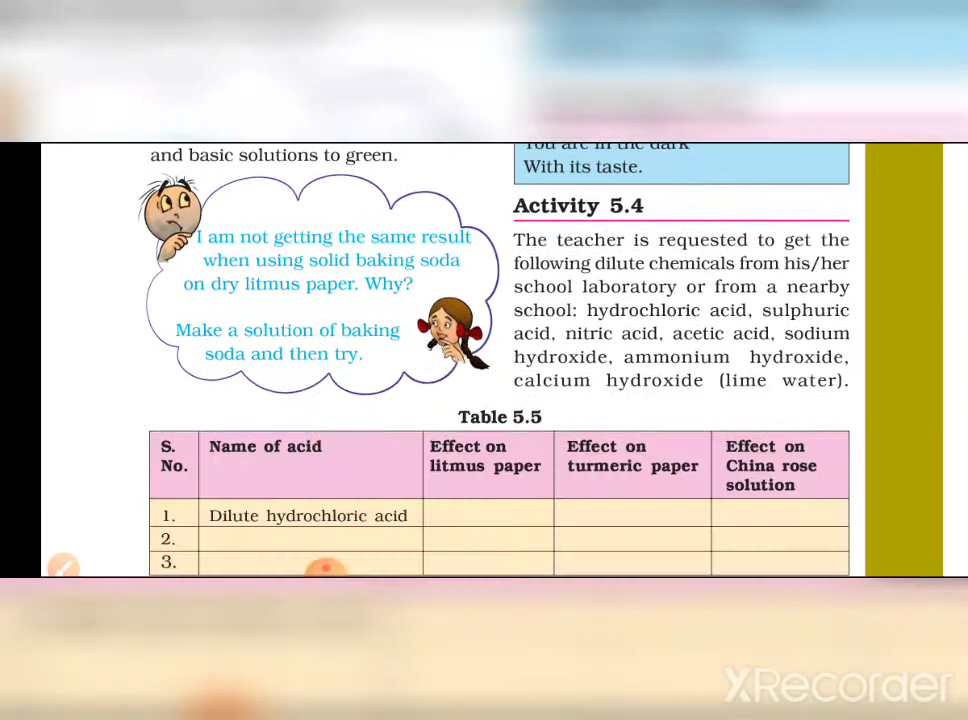 and basic solutions to green.
I am not getting the same result
when using solid baking soda
on dry litmus paper. Why?
Make a solution of baking
soda and then try.
You are in the dark
With its taste.
Activity 5.4
The teacher is requested to get the
following dilute chemicals from his/her
school laboratory or from a nearby
school: hydrochloric acid, sulphuric
acid, nitric acid, acetic acid, sodium
hydroxide, ammonium hydroxide,
calcium hydroxide (lime water).
Table 5.5
S. No. Name of acid Effect on litmus paper Effect on turmeric paper Effect on China rose solution
1. Dilute hydrochloric acid
2.
3.
XRecorder